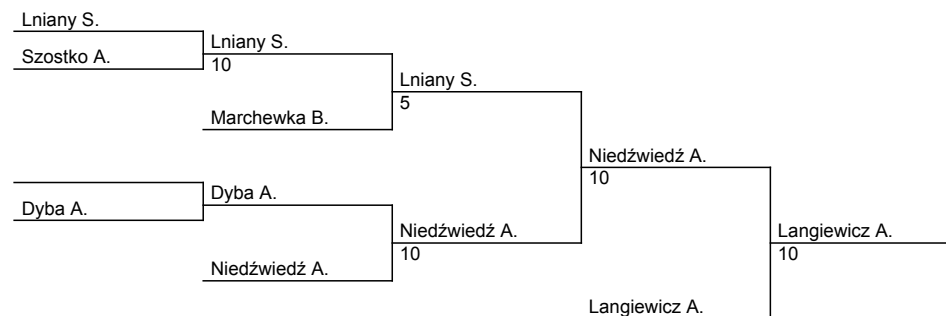 Lniany S.
Szostko A.
Lniany S.
10
Marchewka B.
Lniany S.
5
Dyba A.
Dyba A.
Niedźwiedź A.
Niedźwiedź A.
10
Niedźwiedź A.
10
Langiewicz A.
Langiewicz A.
10